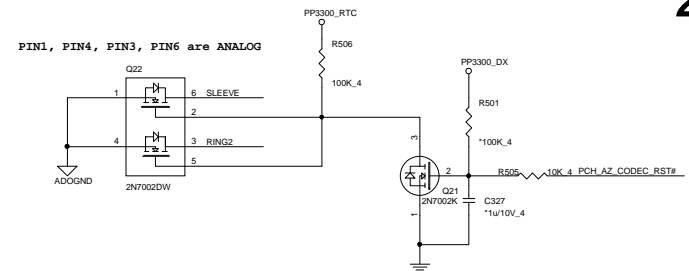 PP3300_RTC
PIN1, PIN4, PIN3, PIN6 are ANALOG
R506
Q22
PP3300_DX
100K_4
R501
1
6
SLEEVE
2
*100K_4
3
4
3
RING2
5
2
R505
10K_4
PCH_AZ_CODEC_RST#
ADOGND
Q21
2N7002DW
2N7002K
C327
*1u/10V_4
1